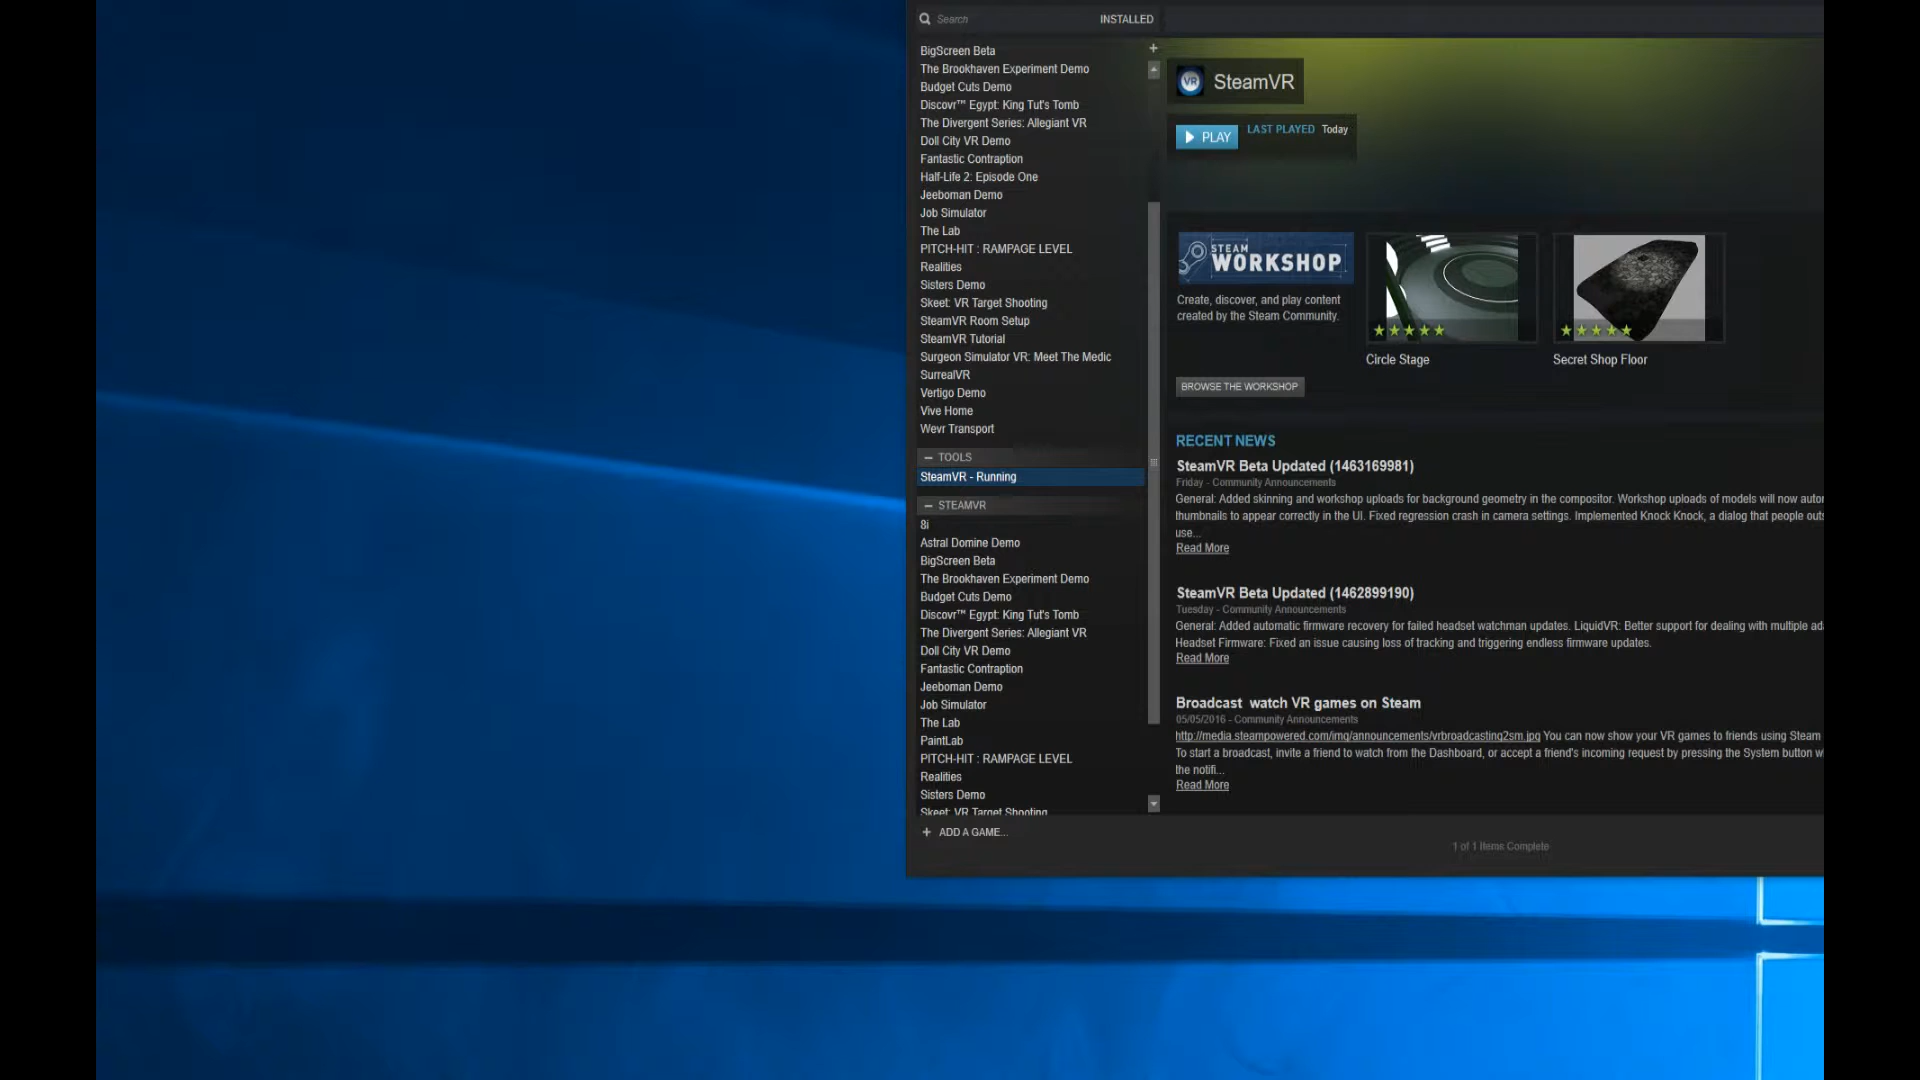 Search INSTALLED
BigScreen Beta
The Brookhaven Experiment Demo
Budget Cuts Demo
Discovr™ Egypt: King Tut's Tomb
The Divergent Series: Allegiant VR
Doll City VR Demo
Fantastic Contraption
Half-Life 2: Episode One
Jeeboman Demo
Job Simulator
The Lab
PITCH-HIT : RAMPAGE LEVEL
Realities
Sisters Demo
Skeet: VR Target Shooting
SteamVR Room Setup
SteamVR Tutorial
Surgeon Simulator VR: Meet The Medic
SurrealVR
Vertigo Demo
Vive Home
Wevr Transport
TOOLS
SteamVR - Running
STEAMVR
8i
Astral Domine Demo
BigScreen Beta
The Brookhaven Experiment Demo
Budget Cuts Demo
Discovr™ Egypt: King Tut's Tomb
The Divergent Series: Allegiant VR
Doll City VR Demo
Fantastic Contraption
Jeeboman Demo
Job Simulator
The Lab
PaintLab
PITCH-HIT : RAMPAGE LEVEL
Realities
Sisters Demo
Skeet: VR Target Shooting
+ ADD A GAME...
VR SteamVR
PLAY LAST PLAYED Today
STEAM
WORKSHOP
Create, discover, and play content
created by the Steam Community.
Circle Stage
Secret Shop Floor
BROWSE THE WORKSHOP
RECENT NEWS
SteamVR Beta Updated (1463169981)
Friday - Community Announcements
General: Added skinning and workshop uploads for background geometry in the compositor. Workshop uploads of models will now autor
thumbnails to appear correctly in the UI. Fixed regression crash in camera settings. Implemented Knock Knock, a dialog that people outs
use...
Read More
SteamVR Beta Updated (1462899190)
Tuesday - Community Announcements
General: Added automatic firmware recovery for failed headset watchman updates. LiquidVR: Better support for dealing with multiple ada
Headset Firmware: Fixed an issue causing loss of tracking and triggering endless firmware updates.
Read More
Broadcast watch VR games on Steam
05/05/2016 - Community Announcements
http://media.steampowered.com/img/announcements/vrbroadcasting2sm.jpg You can now show your VR games to friends using Steam
To start a broadcast, invite a friend to watch from the Dashboard, or accept a friend's incoming request by pressing the System button w
the notifi...
Read More
1 of 1 Items Complete